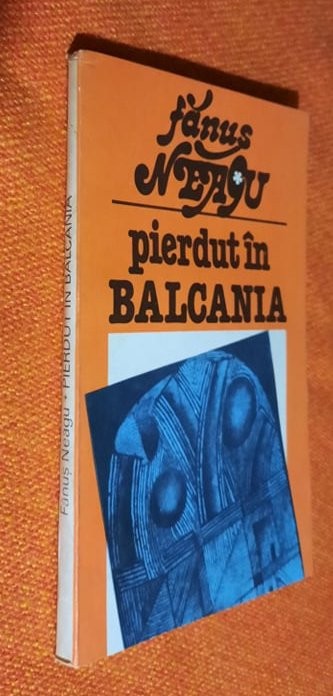 fănuș
NEAGU
pierdut în
BALCANIA
Fănuș Neagu • PIERDUT ÎN BALCANIA